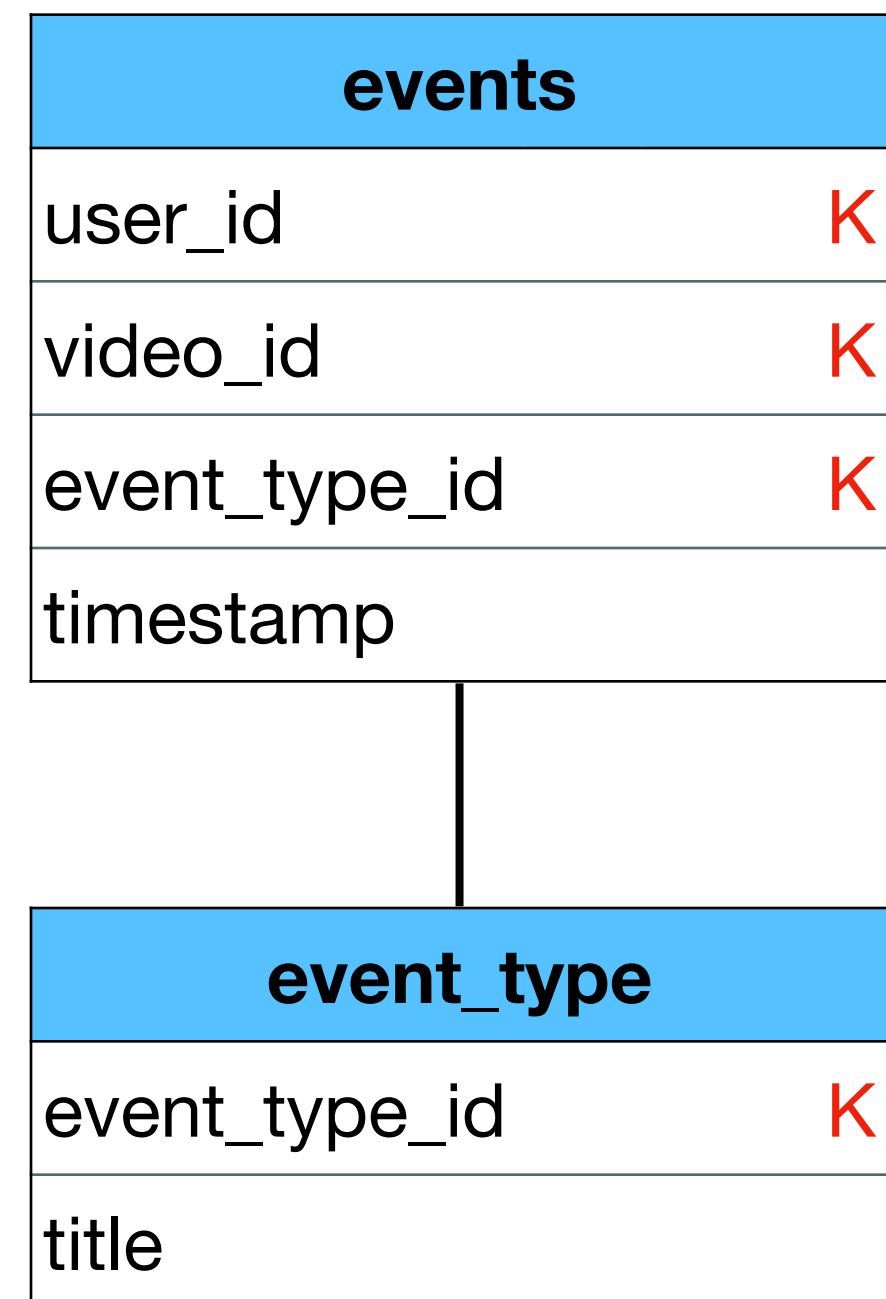 events
user_id K
video_id K
event_type_id K
timestamp
event_type
event_type_id K
title